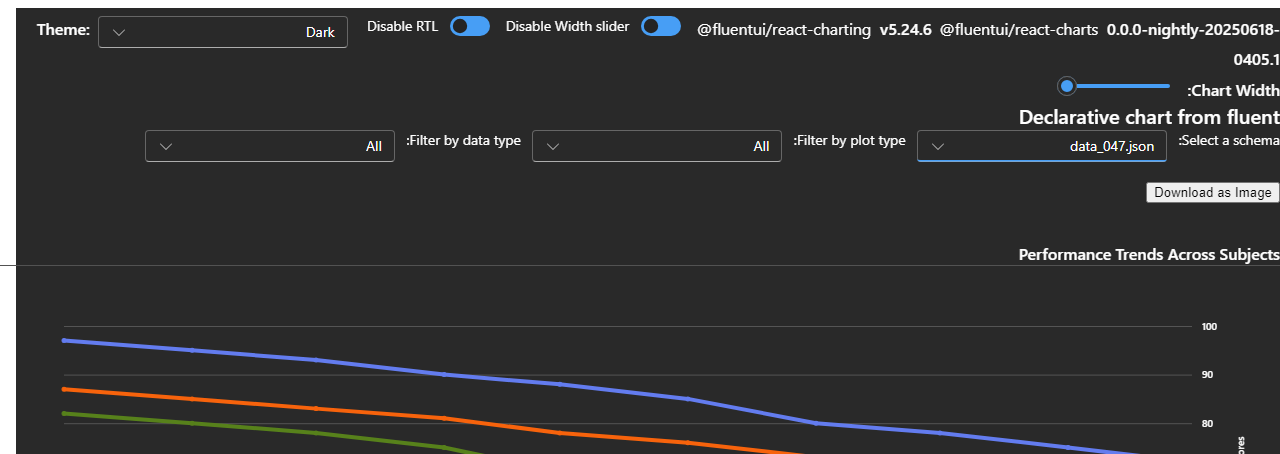 Theme: Dark Disable RTL Disable Width slider @fluentui/react-charting v5.24.6 @fluentui/react-charts 0.0.0-nightly-20250618-
0405.1
:Chart Width
Declarative chart from fluent
:Select a schema data_047.json :Filter by plot type All :Filter by data type All
Download as Image
Performance Trends Across Subjects
100
90
80